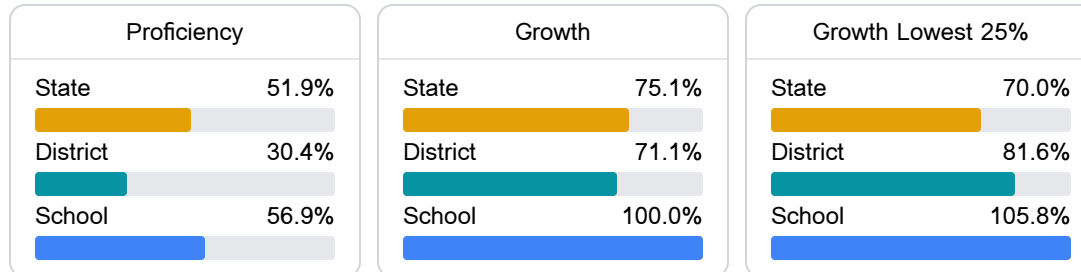 Proficiency
State 51.9%
District 30.4%
School 56.9%
Growth
State 75.1%
District 71.1%
School 100.0%
Growth Lowest 25%
State 70.0%
District 81.6%
School 105.8%